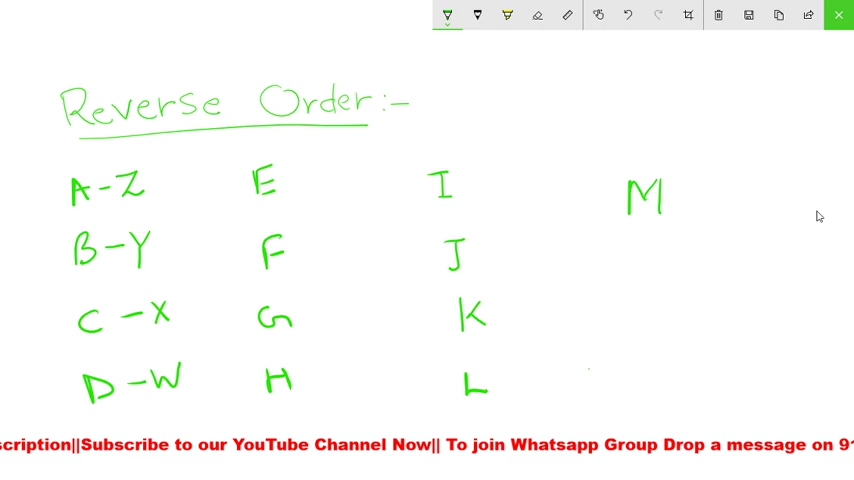 Reverse Order:-
A-Z E I M
B-Y F J
C-X G K
D-W H L
scription||Subscribe to our YouTube Channel Now|| To join Whatsapp Group Drop a message on 9